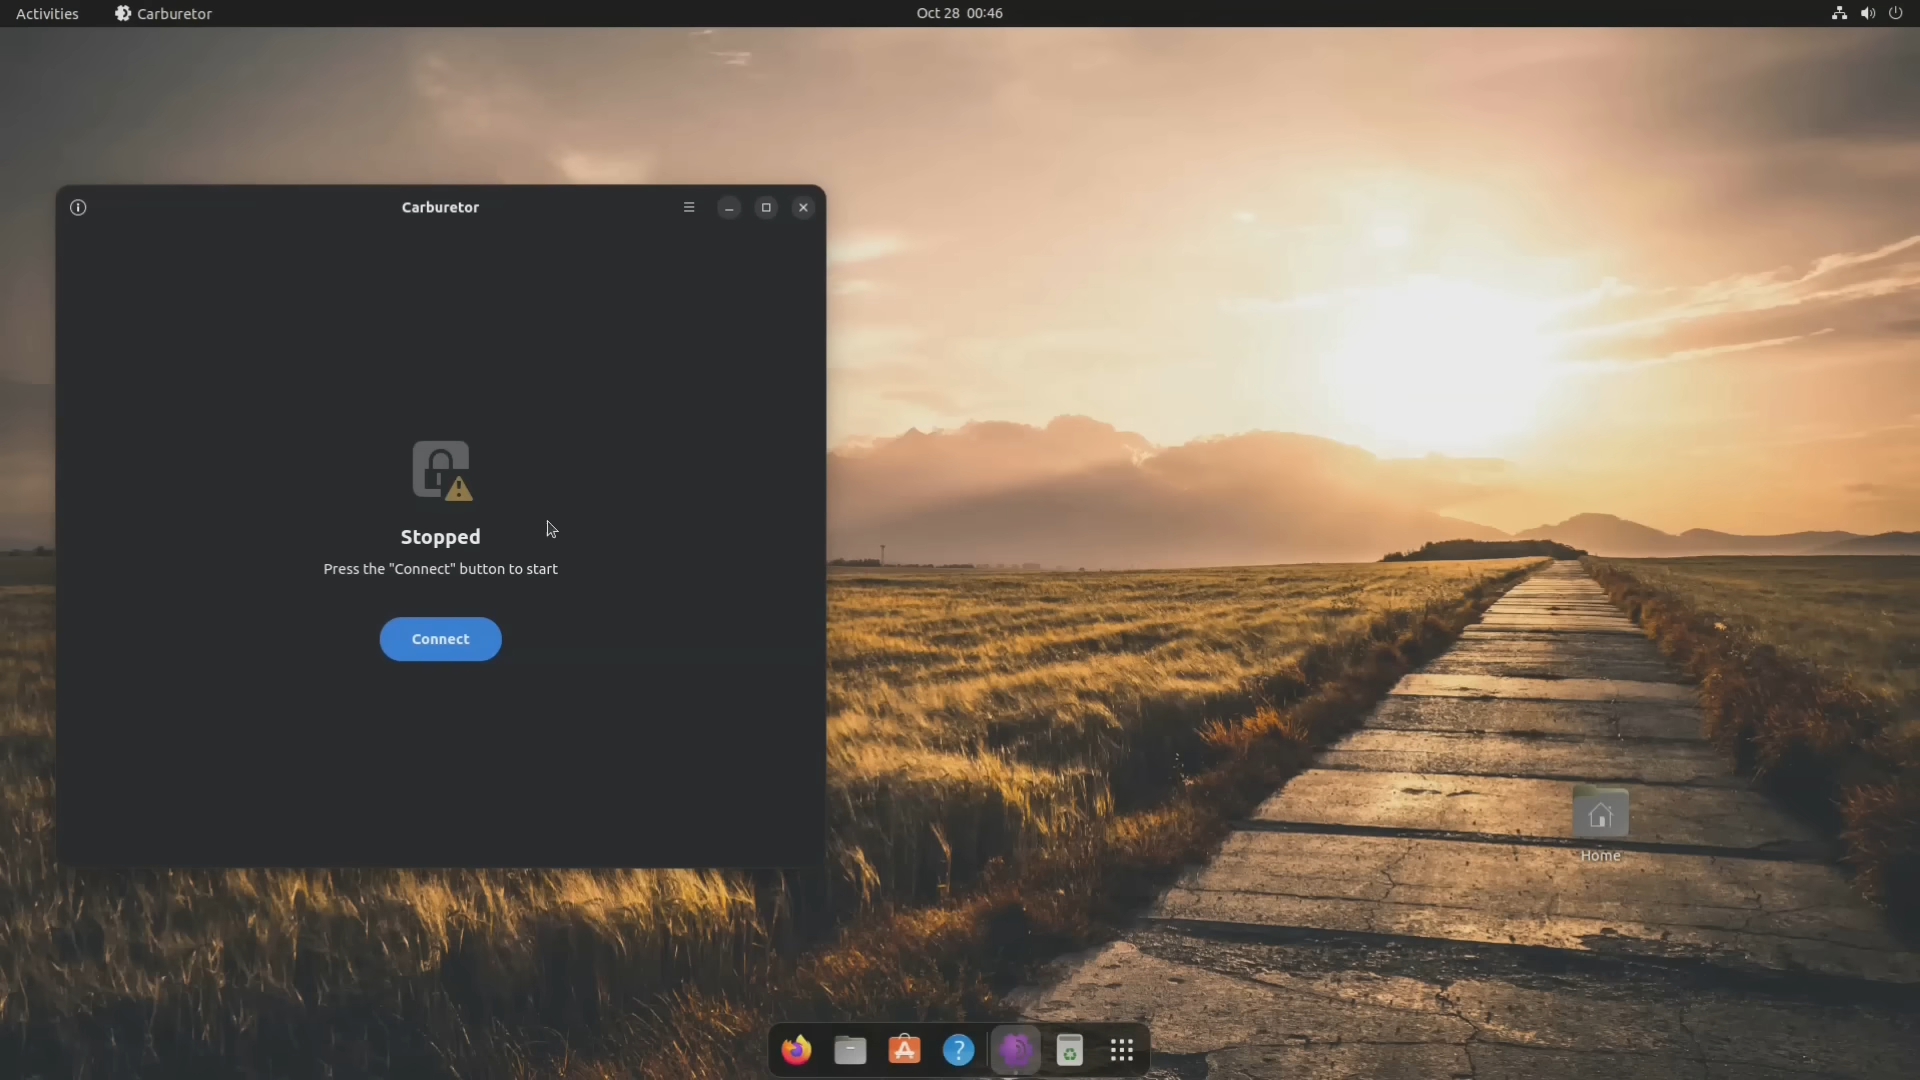 Activities
Carburetor
Oct 28 00:46
Carburetor
Stopped
Press the "Connect" button to start
Connect
Home